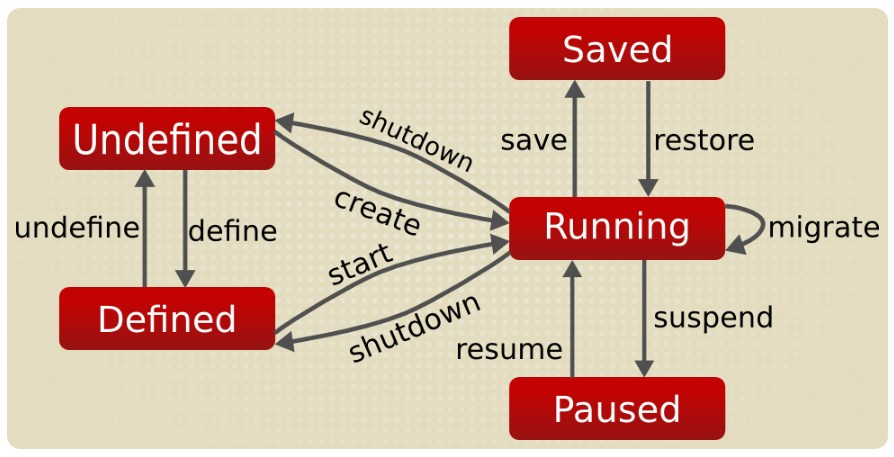 Saved
save
restore
Undefined
shutdown
create
undefine
define
Running
migrate
start
shutdown
Defined
resume
suspend
Paused